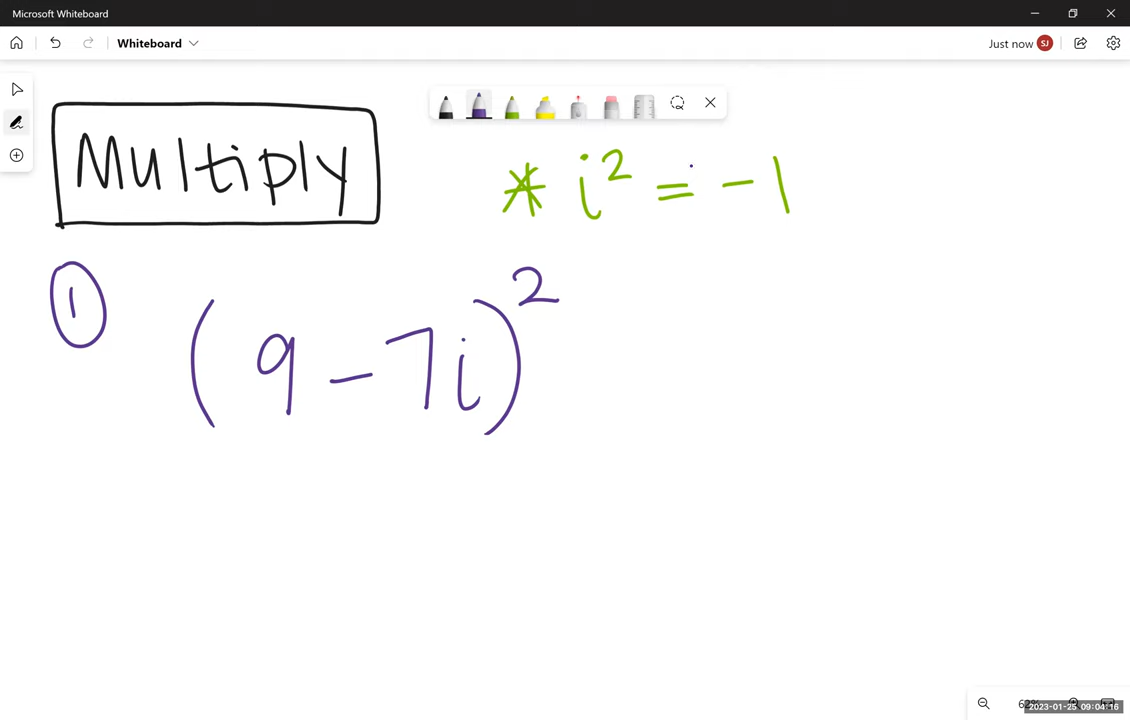 Microsoft Whiteboard
Whiteboard
Just now SJ
Multiply
* i² = -1
1
(9 - 7i)²
2023-01-25 09:04:16